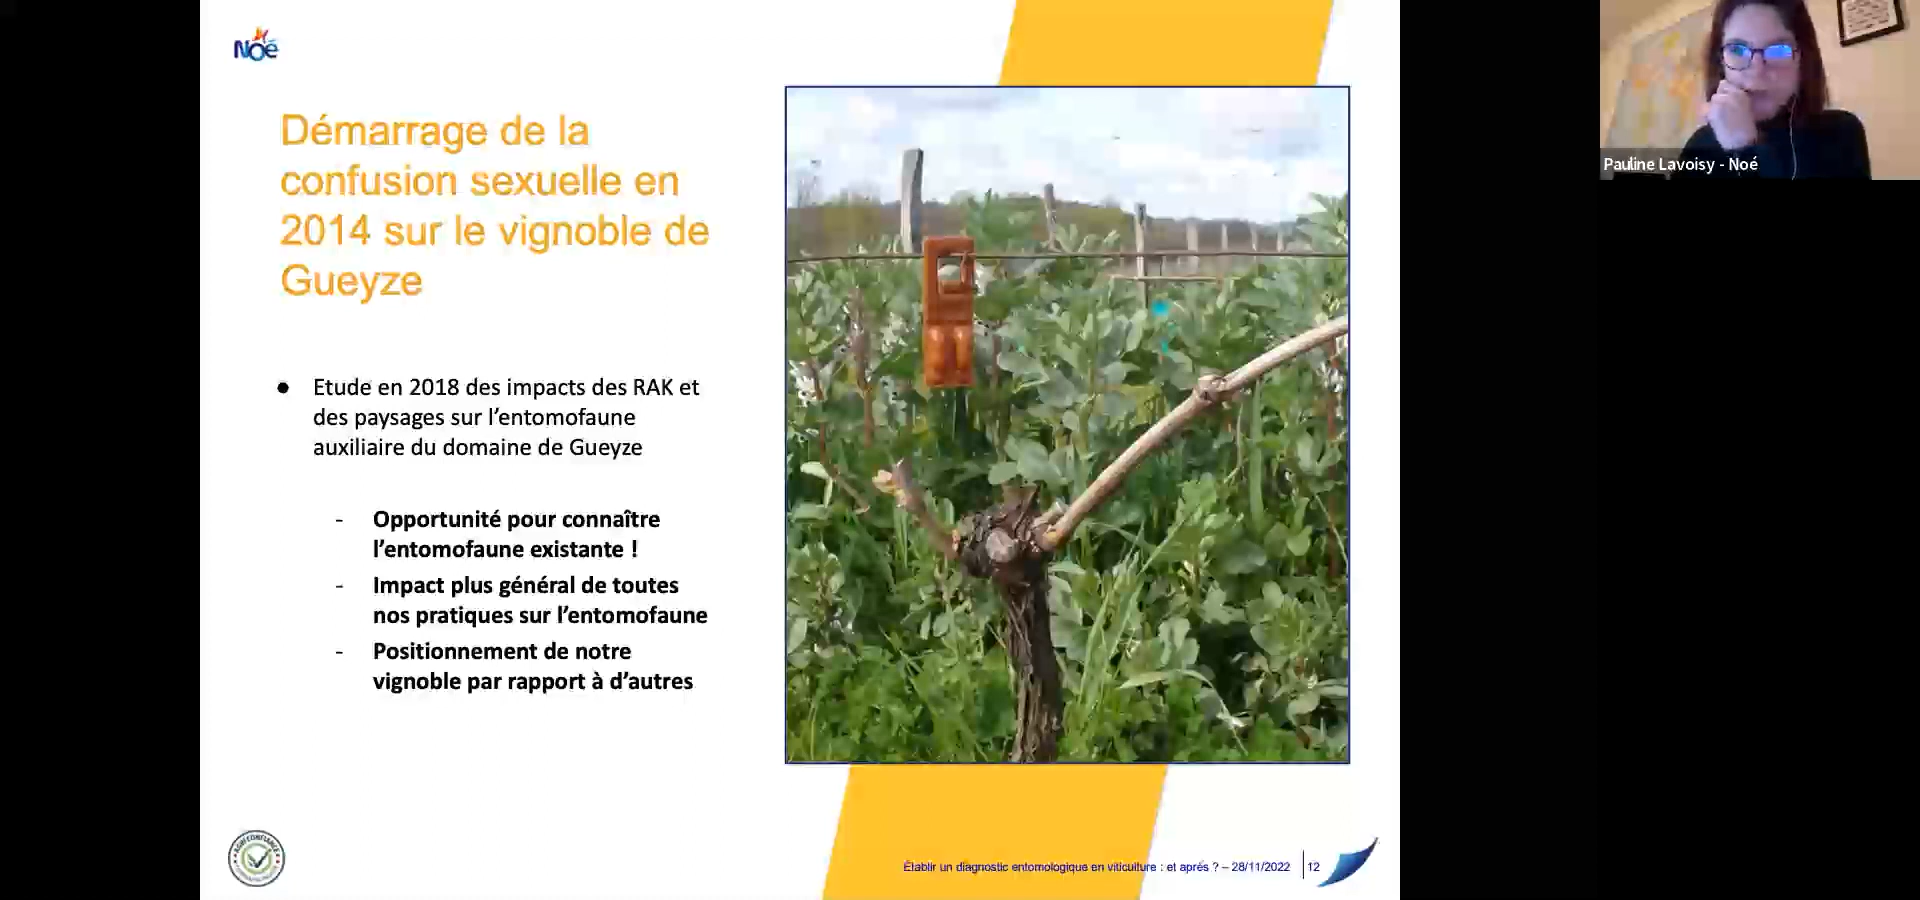 Noé
Démarrage de la
confusion sexuelle en
2014 sur le vignoble de
Gueyze
● Etude en 2018 des impacts des RAK et
des paysages sur l’entomofaune
auxiliaire du domaine de Gueyze
- Opportunité pour connaître
l’entomofaune existante !
- Impact plus général de toutes
nos pratiques sur l’entomofaune
- Positionnement de notre
vignoble par rapport à d’autres
AGRI CONFIANCE
Établir un diagnostic entomologique en viticulture : et après ? – 28/11/2022 12
Pauline Lavoisy - Noé